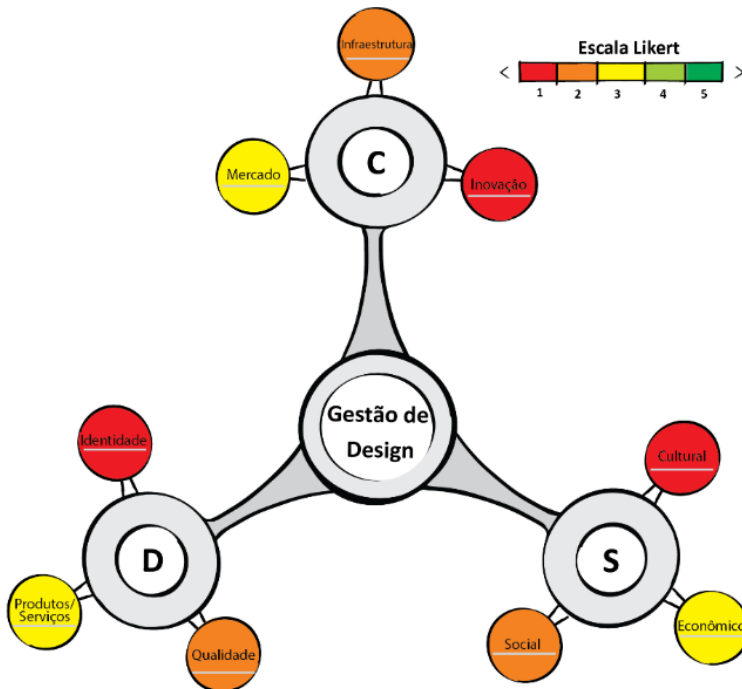 Escala Likert
< >
1 2 3 4 5
Infraestrutura
Mercado
C
Inovação
Gestão de
Design
Identidade
D
Produtos/
Serviços
Qualidade
Cultural
S
Social
Econômico